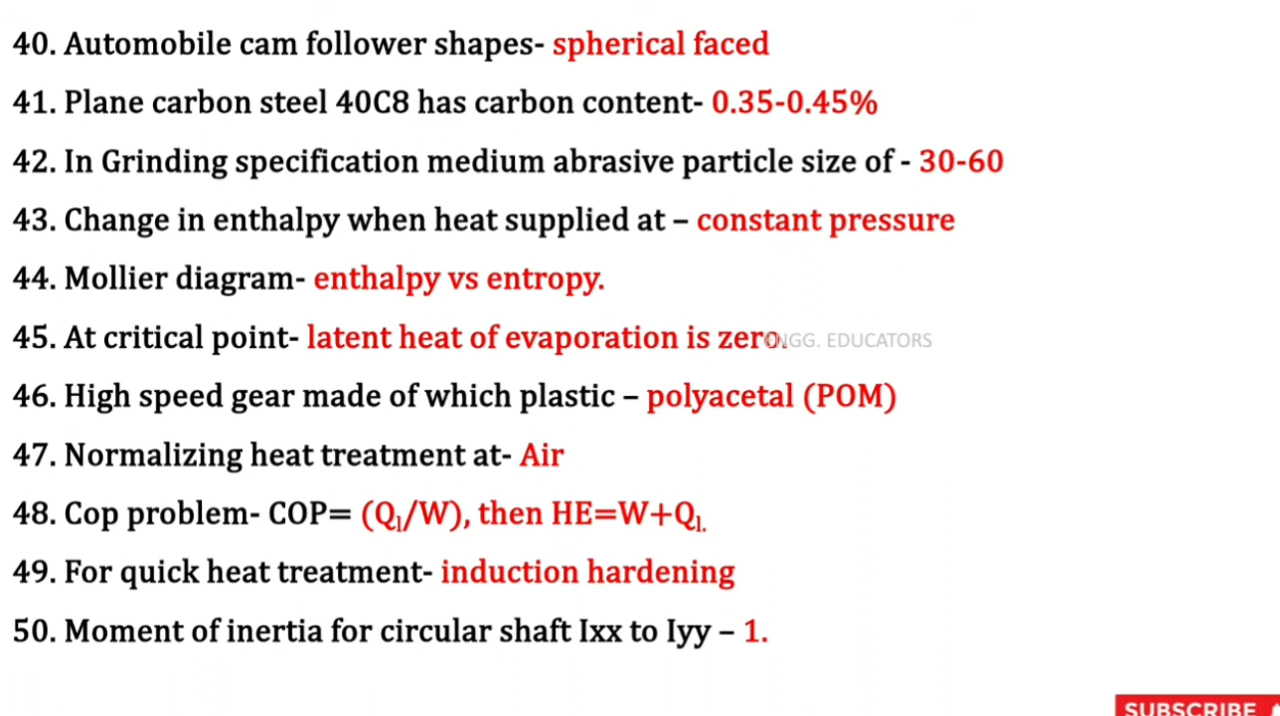 40. Automobile cam follower shapes- spherical faced
41. Plane carbon steel 40C8 has carbon content- 0.35-0.45%
42. In Grinding specification medium abrasive particle size of - 30-60
43. Change in enthalpy when heat supplied at – constant pressure
44. Mollier diagram- enthalpy vs entropy.
45. At critical point- latent heat of evaporation is zero. ENGG. EDUCATORS
46. High speed gear made of which plastic – polyacetal (POM)
47. Normalizing heat treatment at- Air
48. Cop problem- COP= (Qₗ/W), then HE=W+Qₗ.
49. For quick heat treatment- induction hardening
50. Moment of inertia for circular shaft Ixx to Iyy – 1.
SUBSCRIBE